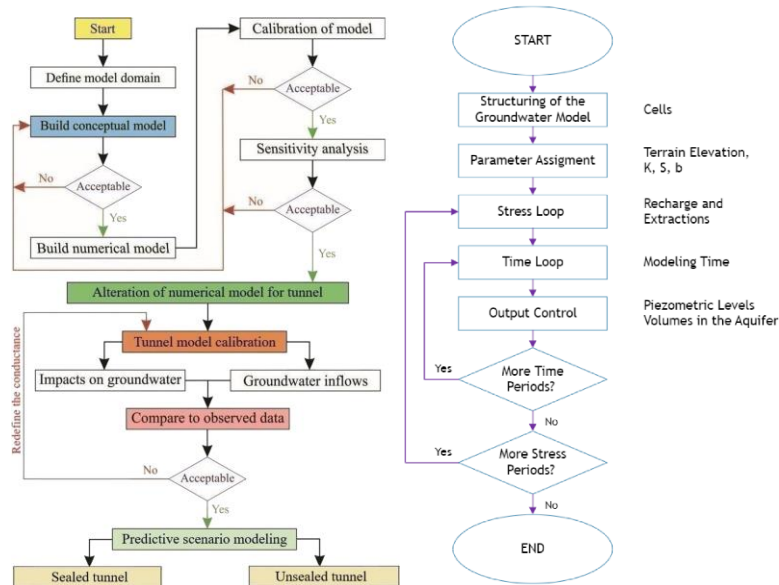 Start
Define model domain
Build conceptual model
No
Acceptable
Yes
Build numerical model
Calibration of model
No
Acceptable
Yes
Sensitivity analysis
No
Acceptable
Yes
Alteration of numerical model for tunnel
Redefine the conductance
Tunnel model calibration
Impacts on groundwater
Groundwater inflows
Compare to observed data
No
Acceptable
Yes
Predictive scenario modeling
Sealed tunnel
Unsealed tunnel
START
Structuring of the
Groundwater Model
Cells
Parameter Assigment
Terrain Elevation,
K, S, b
Stress Loop
Recharge and
Extractions
Time Loop
Modeling Time
Output Control
Piezometric Levels
Volumes in the Aquifer
Yes
More Time
Periods?
No
Yes
More Stress
Periods?
No
END